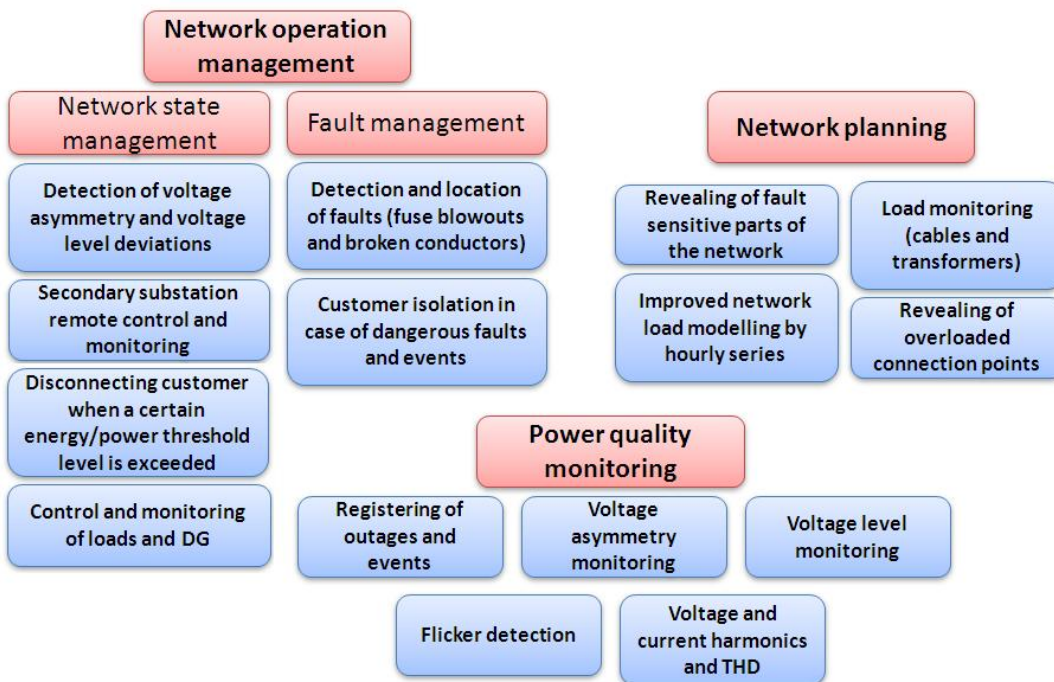 Network operation
management
Network state
management
Detection of voltage
asymmetry and voltage
level deviations
Secondary substation
remote control and
monitoring
Disconnecting customer
when a certain
energy/power threshold
level is exceeded
Control and monitoring
of loads and DG
Fault management
Detection and location
of faults (fuse blowouts
and broken conductors)
Customer isolation in
case of dangerous faults
and events
Network planning
Revealing of fault
sensitive parts of
the network
Load monitoring
(cables and
transformers)
Improved network
load modelling by
hourly series
Revealing of
overloaded
connection points
Power quality
monitoring
Registering of
outages and
events
Voltage
asymmetry
monitoring
Voltage level
monitoring
Flicker detection
Voltage and
current harmonics
and THD